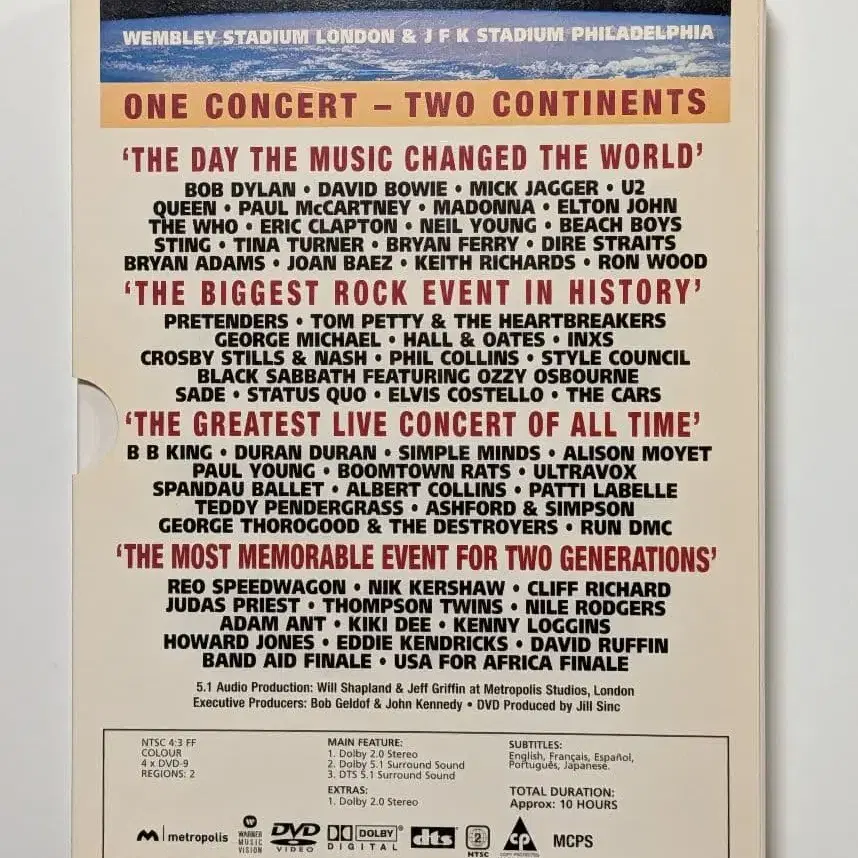 WEMBLEY STADIUM LONDON & J F K STADIUM PHILADELPHIA
ONE CONCERT – TWO CONTINENTS
‘THE DAY THE MUSIC CHANGED THE WORLD’
BOB DYLAN • DAVID BOWIE • MICK JAGGER • U2
QUEEN • PAUL McCARTNEY • MADONNA • ELTON JOHN
THE WHO • ERIC CLAPTON • NEIL YOUNG • BEACH BOYS
STING • TINA TURNER • BRYAN FERRY • DIRE STRAITS
BRYAN ADAMS • JOAN BAEZ • KEITH RICHARDS • RON WOOD
‘THE BIGGEST ROCK EVENT IN HISTORY’
PRETENDERS • TOM PETTY & THE HEARTBREAKERS
GEORGE MICHAEL • HALL & OATES • INXS
CROSBY STILLS & NASH • PHIL COLLINS • STYLE COUNCIL
BLACK SABBATH FEATURING OZZY OSBOURNE
SADE • STATUS QUO • ELVIS COSTELLO • THE CARS
‘THE GREATEST LIVE CONCERT OF ALL TIME’
B B KING • DURAN DURAN • SIMPLE MINDS • ALISON MOYET
PAUL YOUNG • BOOMTOWN RATS • ULTRAVOX
SPANDAU BALLET • ALBERT COLLINS • PATTI LABELLE
TEDDY PENDERGRASS • ASHFORD & SIMPSON
GEORGE THOROGOOD & THE DESTROYERS • RUN DMC
‘THE MOST MEMORABLE EVENT FOR TWO GENERATIONS’
REO SPEEDWAGON • NIK KERSHAW • CLIFF RICHARD
JUDAS PRIEST • THOMPSON TWINS • NILE RODGERS
ADAM ANT • KIKI DEE • KENNY LOGGINS
HOWARD JONES • EDDIE KENDRICKS • DAVID RUFFIN
BAND AID FINALE • USA FOR AFRICA FINALE
5.1 Audio Production: Will Shapland & Jeff Griffin at Metropolis Studios, London
Executive Producers: Bob Geldof & John Kennedy • DVD Produced by Jill Sinc
NTSC 4:3 FF
COLOUR
4 x DVD-9
REGIONS: 2
MAIN FEATURE:
1. Dolby 2.0 Stereo
2. Dolby 5.1 Surround Sound
3. DTS 5.1 Surround Sound
EXTRAS:
1. Dolby 2.0 Stereo
SUBTITLES:
English, Français, Español,
Português, Japanese.
TOTAL DURATION:
Approx: 10 HOURS
metropolis
WARNER
MUSIC
VISION
DVD
VIDEO
DOLBY
DIGITAL
dts
2
NTSC
cp
COPY PROTECTED
MCPS